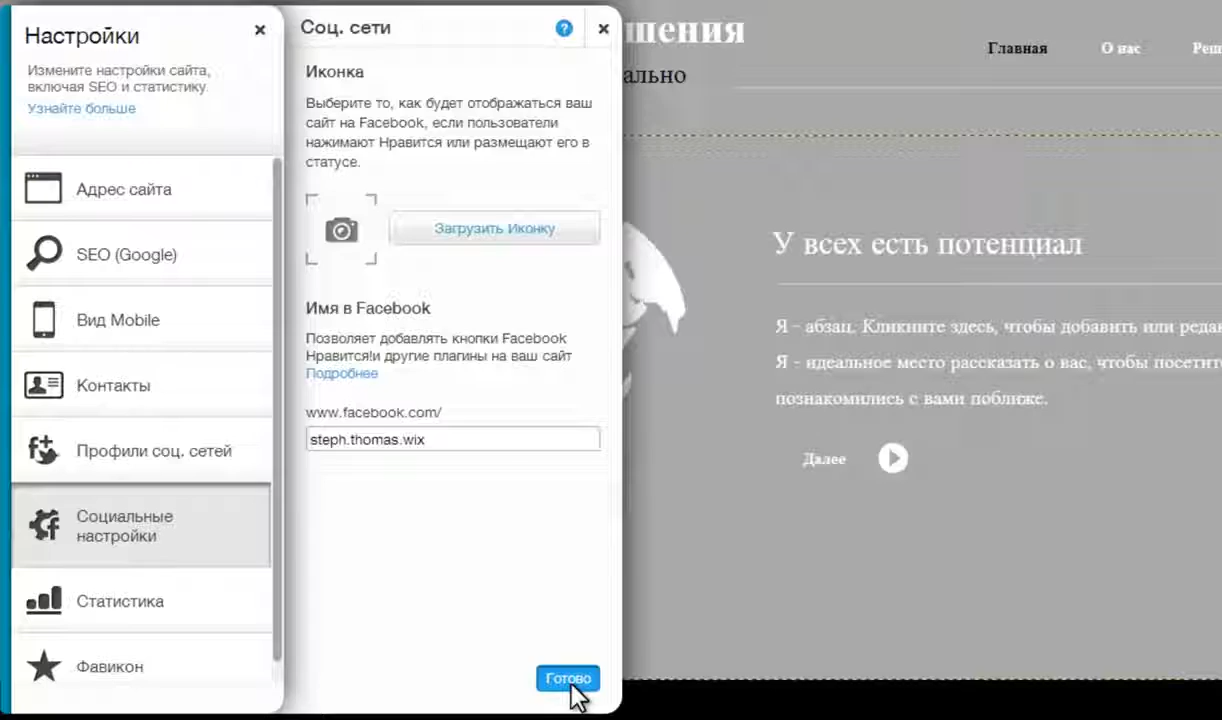 Настройки
Измените настройки сайта,
включая SEO и статистику.
Узнайте больше
Адрес сайта
SEO (Google)
Вид Mobile
Контакты
Профили соц. сетей
Социальные
настройки
Статистика
Фавикон
Соц. сети
?
Иконка
Выберите то, как будет отображаться ваш
сайт на Facebook, если пользователи
нажимают Нравится или размещают его в
статусе.
Загрузить Иконку
Имя в Facebook
Позволяет добавлять кнопки Facebook
Нравится!и другие плагины на ваш сайт
Подробнее
www.facebook.com/
steph.thomas.wix
Готово
шения
ально
Главная
О нас
Реш
У всех есть потенциал
Я - абзац. Кликните здесь, чтобы добавить или редак
Я - идеальное место рассказать о вас, чтобы посетите
познакомились с вами поближе.
Далее